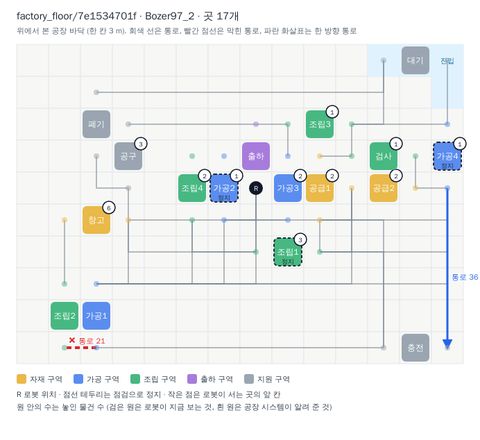 factory_floor/7e1534701f · Bozer97_2 · 곳 17개
위에서 본 공장 바닥 (한 칸 3 m). 회색 선은 통로, 빨간 점선은 막힌 통로, 파란 화살표는 한 방향 통로
대기
폐기
조립3 1
공구 3
출하
검사 1
가공4 1
정지
조립4 2
가공2 1
정지
R
가공3 2
공급1 2
공급2 2
창고 6
조립1 3
정지
통로 36
조립2
가공1
통로 21
충전
자재 구역
가공 구역
조립 구역
출하 구역
지원 구역
R 로봇 위치 · 점선 테두리는 점검으로 정지 · 작은 점은 로봇이 서는 곳의 앞 칸
원 안의 수는 놓인 물건 수 (검은 원은 로봇이 지금 보는 것, 흰 원은 공장 시스템이 알려 준 것)